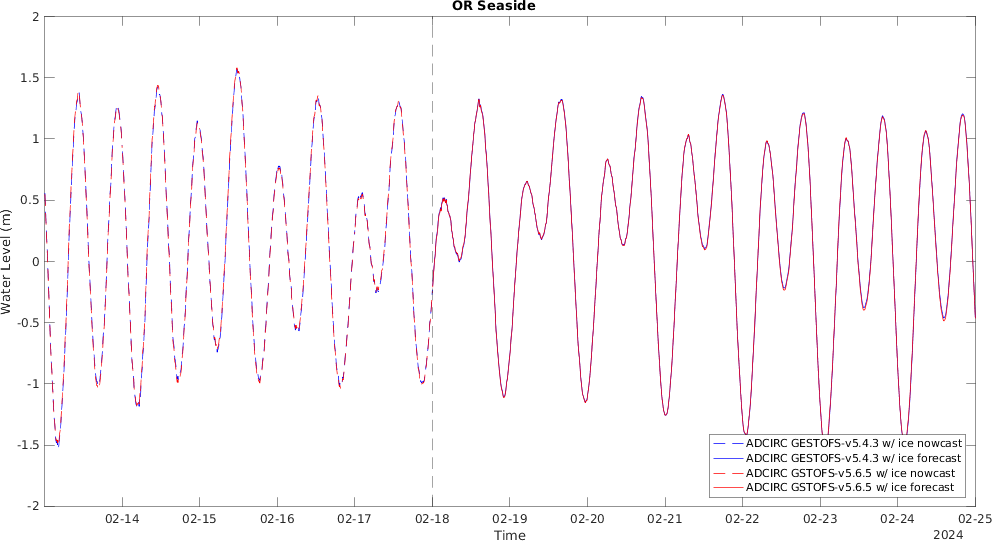 OR Seaside
2
1.5
1
0.5
0
-0.5
-1
-1.5
-2
Water Level (m)
ADCIRC GESTOFS-v5.4.3 w/ ice nowcast
ADCIRC GESTOFS-v5.4.3 w/ ice forecast
ADCIRC GSTOFS-v5.6.5 w/ ice nowcast
ADCIRC GSTOFS-v5.6.5 w/ ice forecast
02-14 02-15 02-16 02-17 02-18 02-19 02-20 02-21 02-22 02-23 02-24 02-25
Time
2024